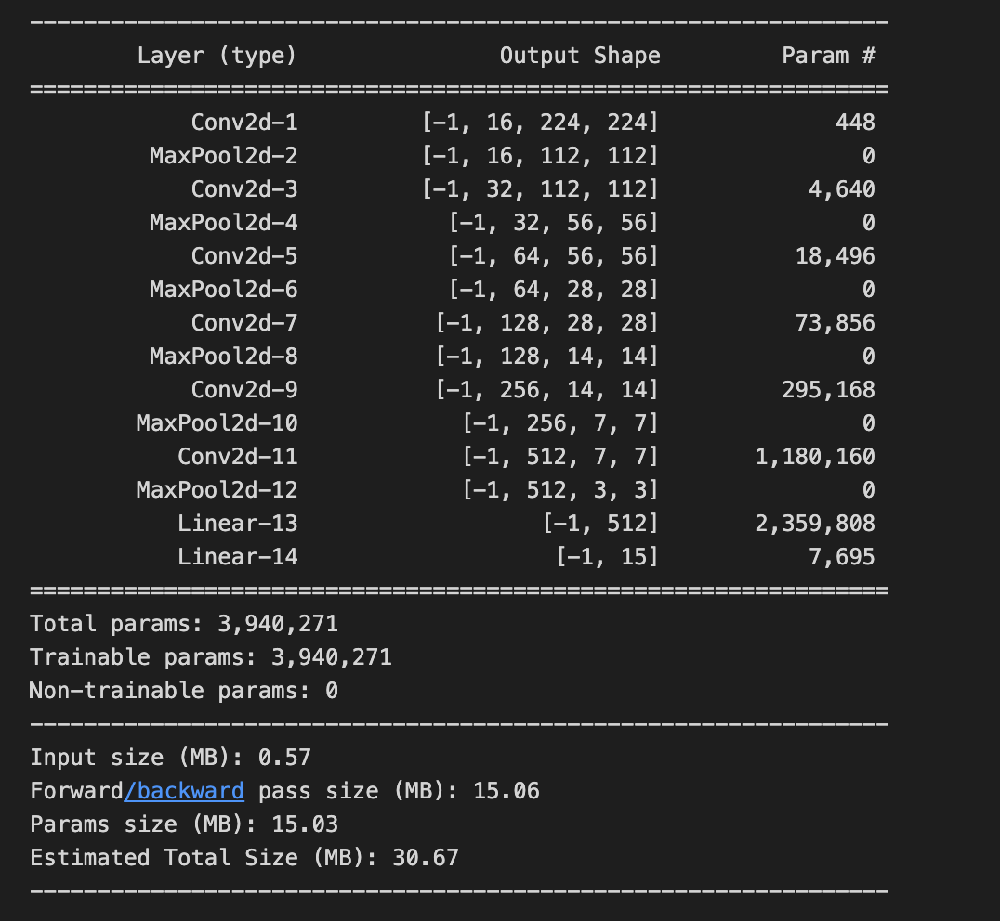 ----------------------------------------------------------------
Layer (type) Output Shape Param #
================================================================
Conv2d-1 [-1, 16, 224, 224] 448
MaxPool2d-2 [-1, 16, 112, 112] 0
Conv2d-3 [-1, 32, 112, 112] 4,640
MaxPool2d-4 [-1, 32, 56, 56] 0
Conv2d-5 [-1, 64, 56, 56] 18,496
MaxPool2d-6 [-1, 64, 28, 28] 0
Conv2d-7 [-1, 128, 28, 28] 73,856
MaxPool2d-8 [-1, 128, 14, 14] 0
Conv2d-9 [-1, 256, 14, 14] 295,168
MaxPool2d-10 [-1, 256, 7, 7] 0
Conv2d-11 [-1, 512, 7, 7] 1,180,160
MaxPool2d-12 [-1, 512, 3, 3] 0
Linear-13 [-1, 512] 2,359,808
Linear-14 [-1, 15] 7,695
================================================================
Total params: 3,940,271
Trainable params: 3,940,271
Non-trainable params: 0
----------------------------------------------------------------
Input size (MB): 0.57
Forward/backward pass size (MB): 15.06
Params size (MB): 15.03
Estimated Total Size (MB): 30.67
----------------------------------------------------------------